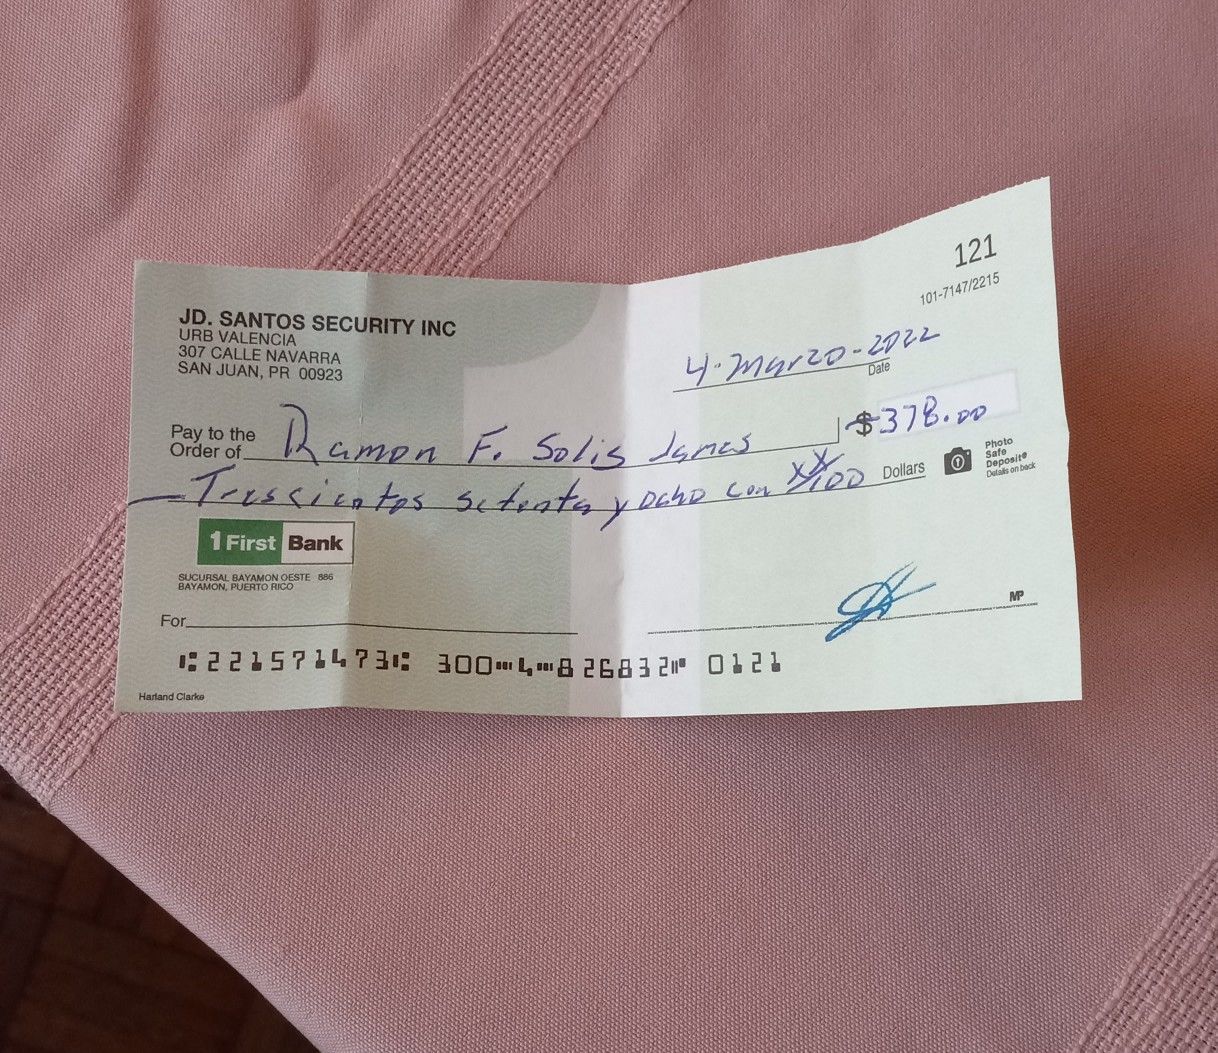 121
101-7147/2215
JD. SANTOS SECURITY INC
URB VALENCIA
307 CALLE NAVARRA
SAN JUAN, PR 00923
4-Marzo-2022
Date
Pay to the
Order of Ramon F. Solis James $378.00
Trescientos setenta y ocho con XX/100 Dollars
Photo
Safe
Deposit®
Details on back
1 First Bank
SUCURSAL BAYAMON OESTE 886
BAYAMON, PUERTO RICO
For
MP
⑆221571473⑆ 300⑉4⑉826832⑈ 0121
Harland Clarke